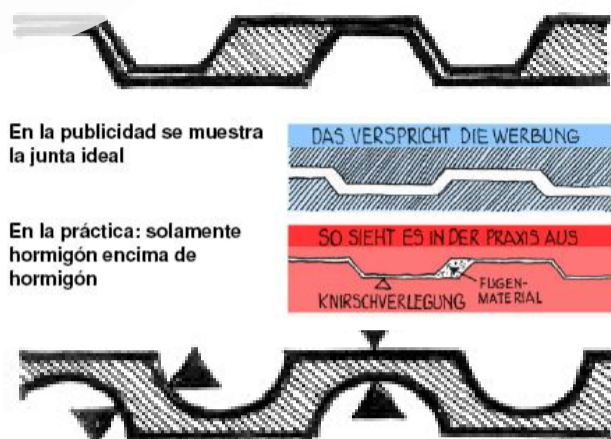 En la publicidad se muestra
la junta ideal
DAS VERSPRICHT DIE WERBUNG
En la práctica: solamente
hormigón encima de
hormigón
SO SIEHT ES IN DER PRAXIS AUS
FUGEN-
MATERIAL
KNIRSCHVERLEGUNG